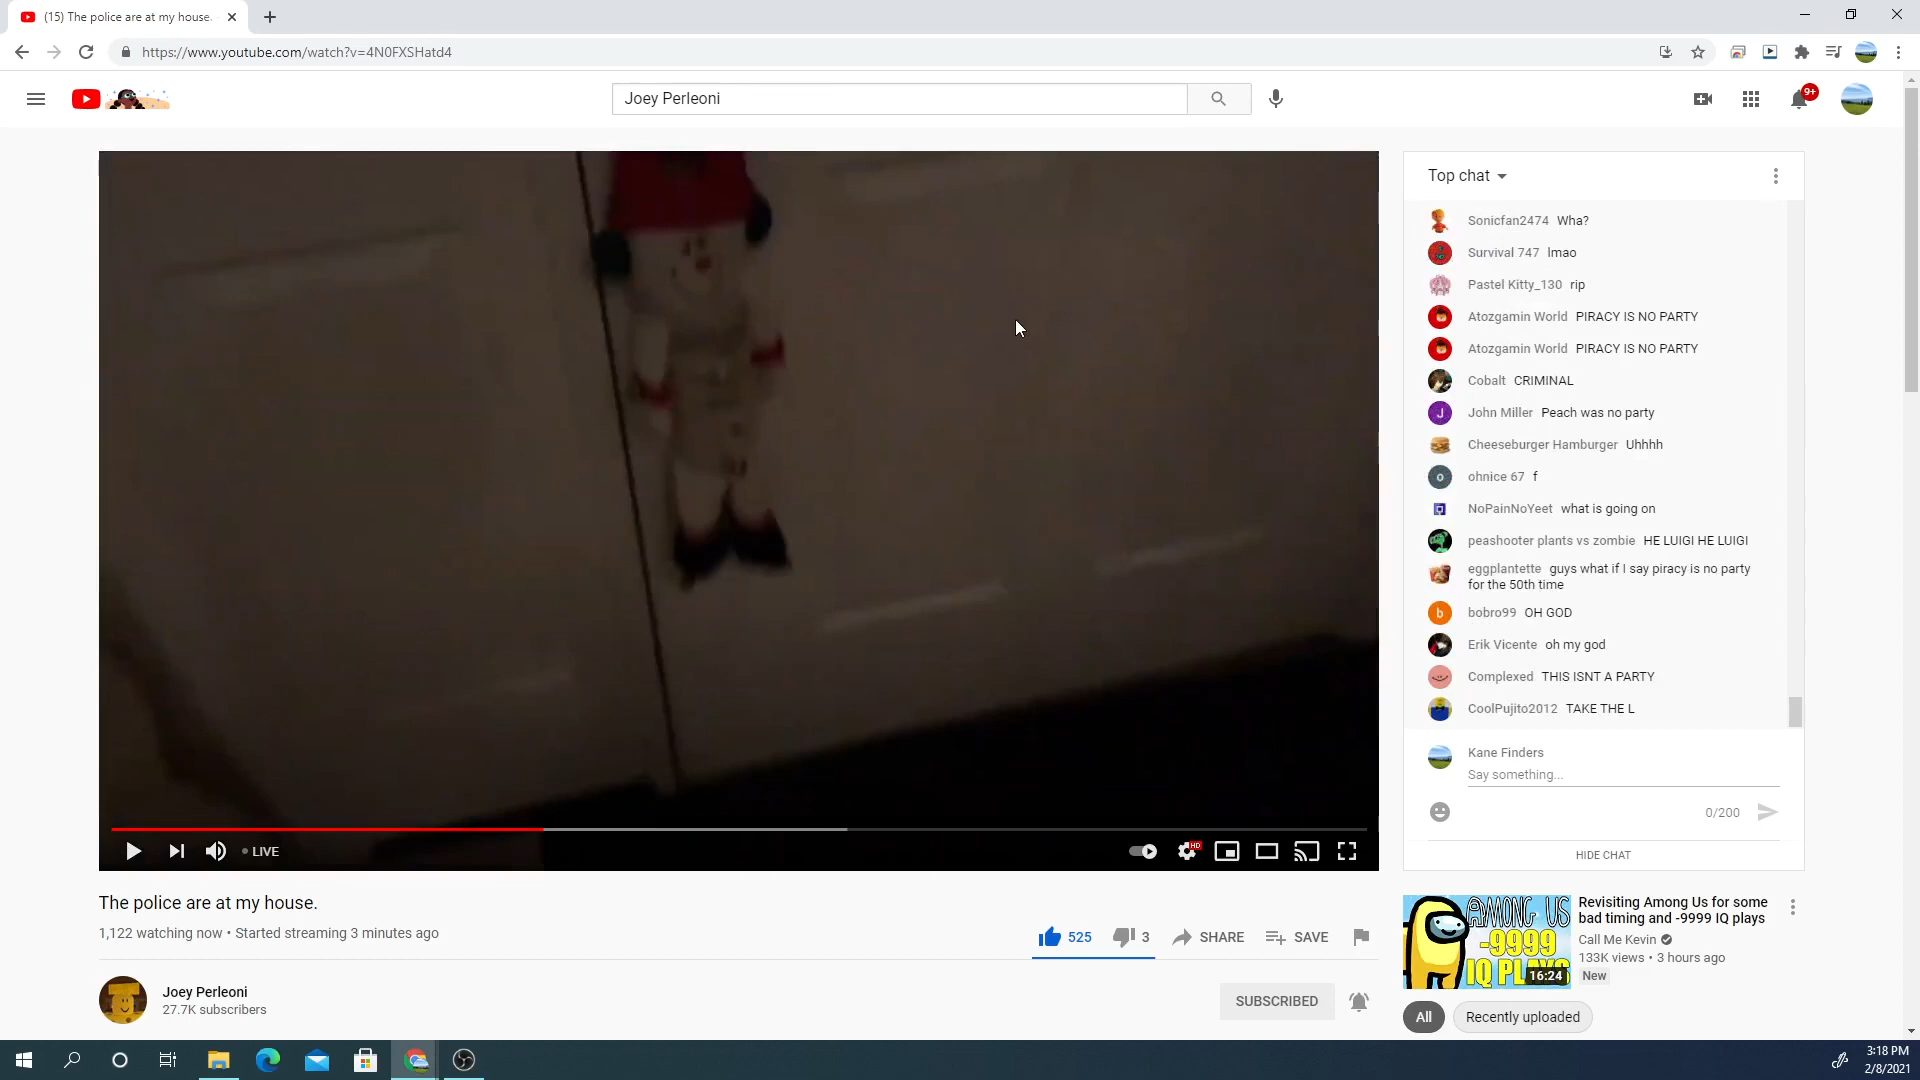 (15) The police are at my house.
https://www.youtube.com/watch?v=4N0FXSHatd4
Joey Perleoni
9+
Top chat
Sonicfan2474 Wha?
Survival 747 lmao
Pastel Kitty_130 rip
Atozgamin World PIRACY IS NO PARTY
Atozgamin World PIRACY IS NO PARTY
Cobalt CRIMINAL
J John Miller Peach was no party
Cheeseburger Hamburger Uhhhh
o ohnice 67 f
NoPainNoYeet what is going on
peashooter plants vs zombie HE LUIGI HE LUIGI
eggplantette guys what if I say piracy is no party
for the 50th time
b bobro99 OH GOD
Erik Vicente oh my god
Complexed THIS ISNT A PARTY
CoolPujito2012 TAKE THE L
Kane Finders
Say something...
0/200
HIDE CHAT
LIVE
HD
The police are at my house.
1,122 watching now • Started streaming 3 minutes ago
525 3 SHARE SAVE
Joey Perleoni
27.7K subscribers
SUBSCRIBED
AMONG US
-9999
IQ PLAYS
16:24
Revisiting Among Us for some
bad timing and -9999 IQ plays
Call Me Kevin
133K views • 3 hours ago
New
All Recently uploaded
3:18 PM
2/8/2021